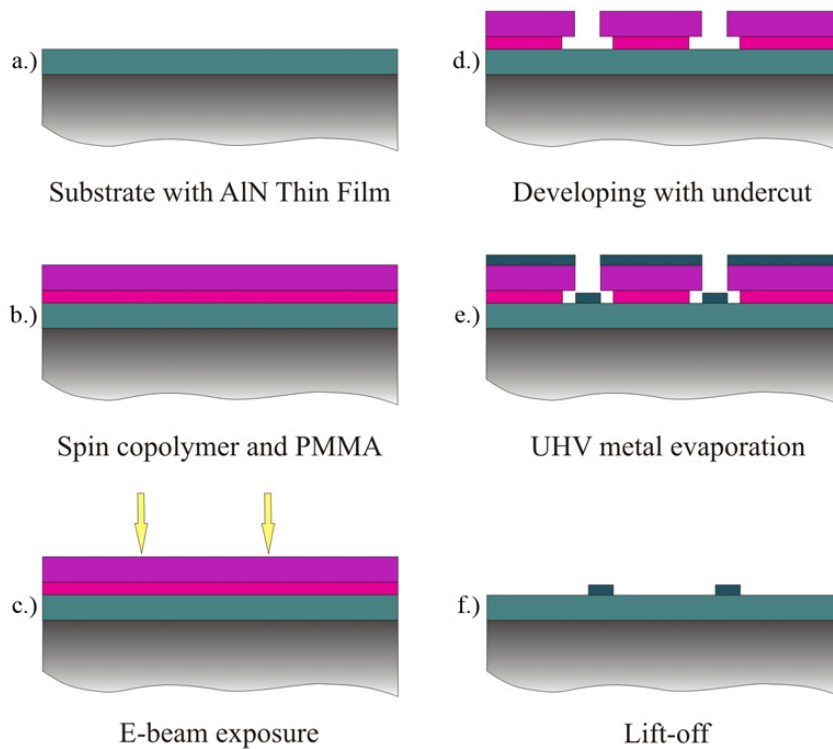 a.)
Substrate with AlN Thin Film
b.)
Spin copolymer and PMMA
c.)
E-beam exposure
d.)
Developing with undercut
e.)
UHV metal evaporation
f.)
Lift-off